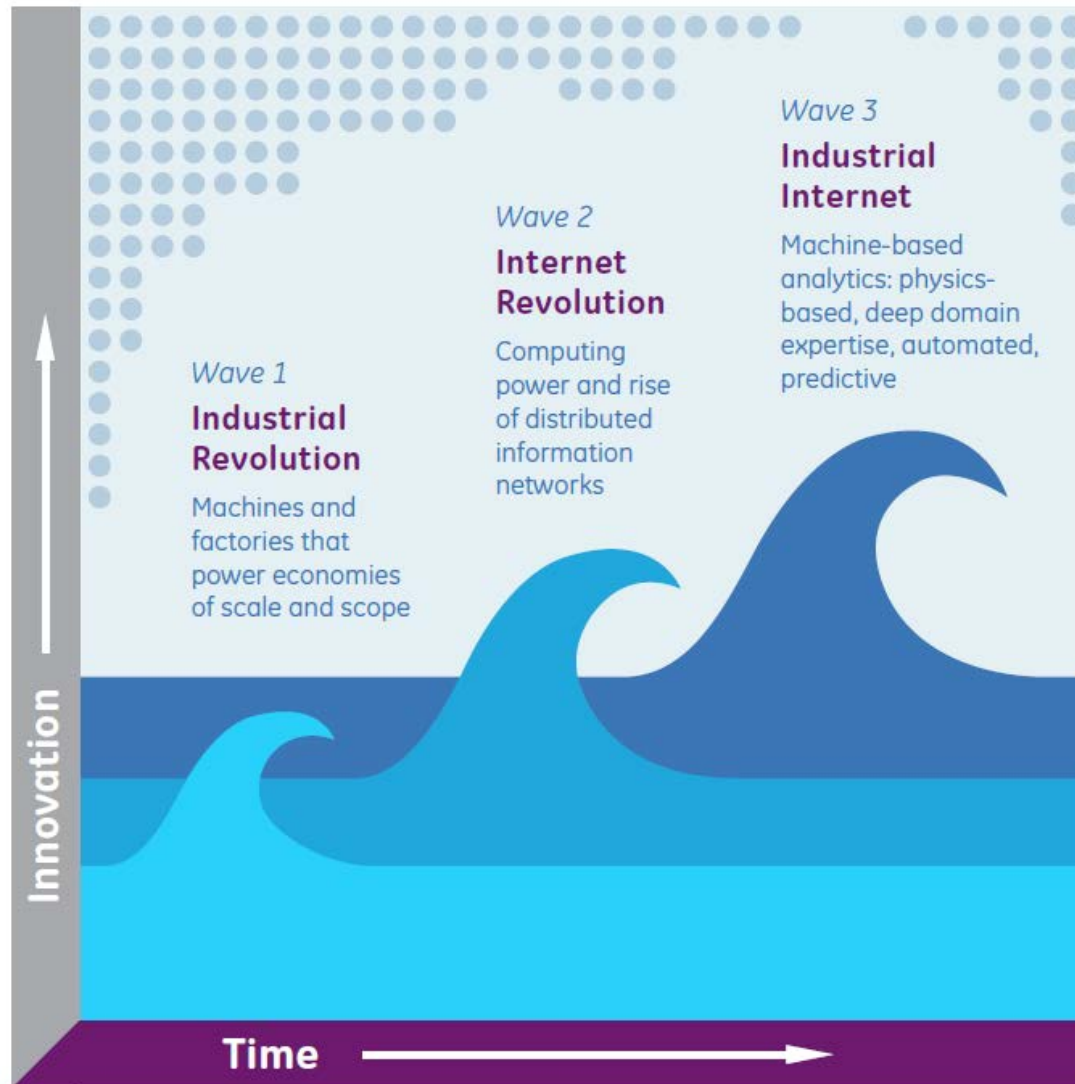 Wave 1
Industrial
Revolution
Machines and
factories that
power economies
of scale and scope
Wave 2
Internet
Revolution
Computing
power and rise
of distributed
information
networks
Wave 3
Industrial
Internet
Machine-based
analytics: physics-
based, deep domain
expertise, automated,
predictive
Innovation
Time